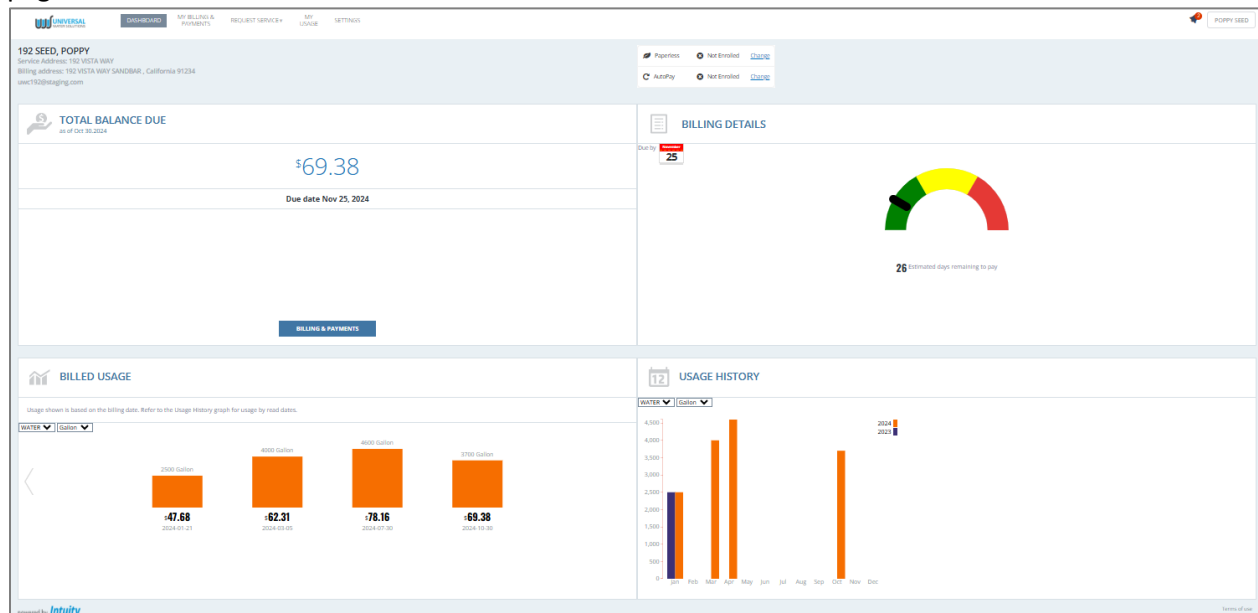 UNIVERSAL
DASHBOARD
MY BILLING & PAYMENTS
REQUEST SERVICE
MY USAGE
SETTINGS
POPPY SEED
192 SEED, POPPY
Service Address: 192 VISTA WAY
Billing address: 192 VISTA WAY SANDBAR , California 91234
uwc192@staging.com
Paperless Not Enrolled Change
AutoPay Not Enrolled Change
TOTAL BALANCE DUE
as of Oct 30,2024
$69.38
Due date Nov 25, 2024
BILLING & PAYMENTS
BILLING DETAILS
Due by November
25
26 Estimated days remaining to pay
BILLED USAGE
Usage shown is based on the billing date. Refer to the Usage History graph for usage by read dates.
WATER Gallon
2500 Gallon
4000 Gallon
4600 Gallon
3700 Gallon
$47.68
2024-01-21
$62.31
2024-03-05
$78.16
2024-07-30
$69.38
2024-10-30
12
USAGE HISTORY
WATER Gallon
4,500
4,000
3,500
3,000
2,500
2,000
1,500
1,000
500
0
Jan Feb Mar Apr May Jun Jul Aug Sep Oct Nov Dec
2024
2023
powered by Intuity
Terms of use